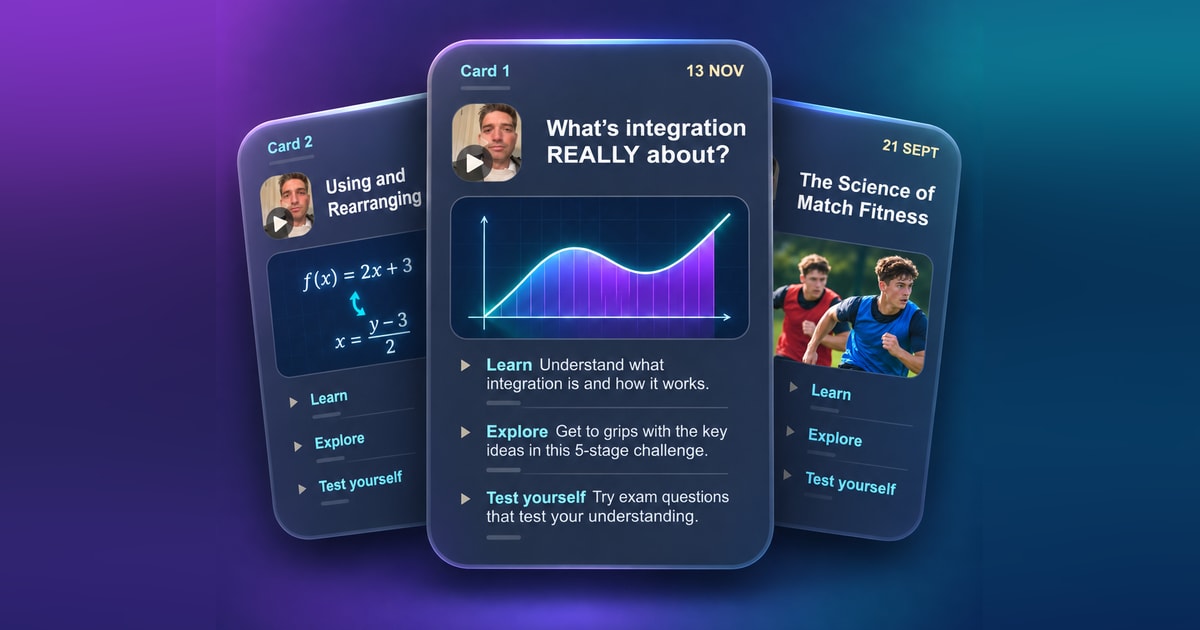 Card 1
13 NOV
What’s integration
REALLY about?
Learn Understand what
integration is and how it works.
Explore Get to grips with the key
ideas in this 5-stage challenge.
Test yourself Try exam questions
that test your understanding.
Card 2
Using and
Rearranging
f(x) = 2x + 3
x = (y − 3)/2
Learn
Explore
Test yourself
21 SEPT
The Science of
Match Fitness
Learn
Explore
Test yourself